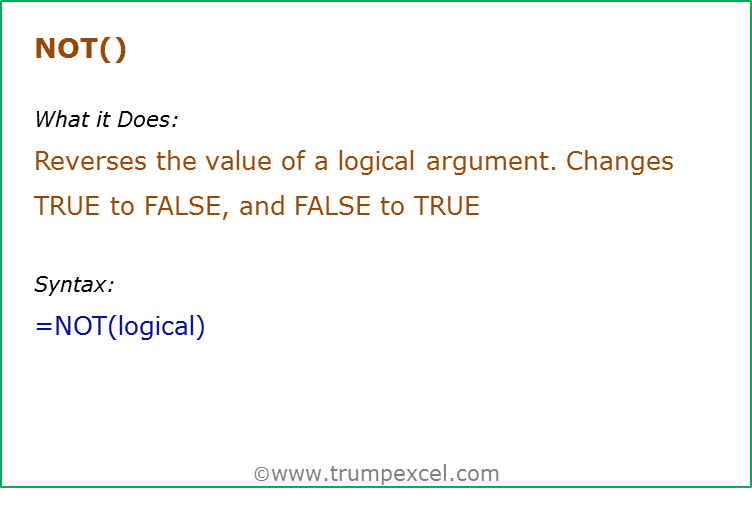 NOT()
What it Does:
Reverses the value of a logical argument. Changes
TRUE to FALSE, and FALSE to TRUE
Syntax:
=NOT(logical)
©www.trumpexcel.com